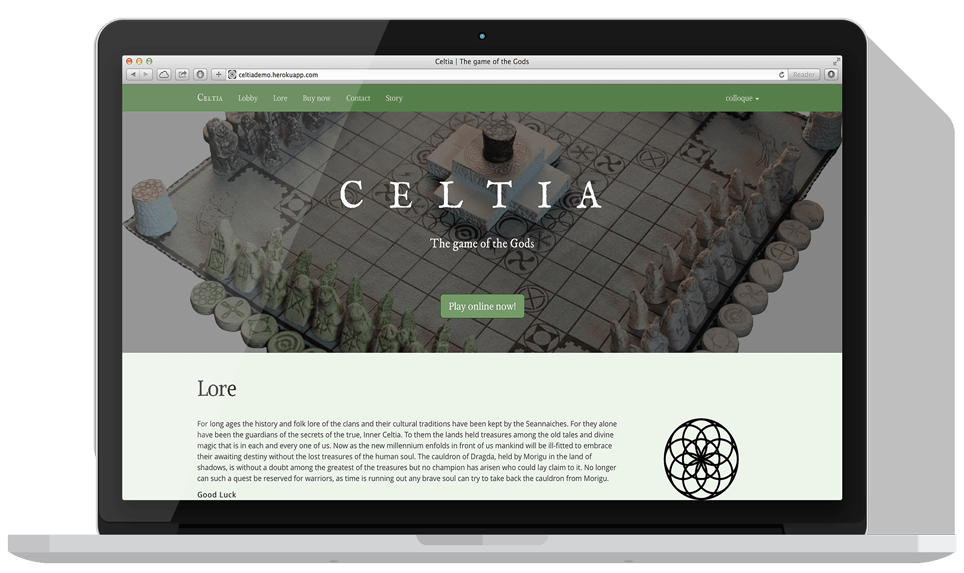 Celtia | The game of the Gods
celtiademo.herokuapp.com
Reader
Celtia Lobby Lore Buy now Contact Story colloque
CELTIA
The game of the Gods
Play online now!
Lore
For long ages the history and folk lore of the clans and their cultural traditions have been kept by the Seannaiches. For they alone
have been the guardians of the secrets of the true, Inner Celtia. To them the lands held treasures among the old tales and divine
magic that is in each and every one of us. Now as the new millennium enfolds in front of us mankind will be ill-fitted to embrace
their awaiting destiny without the lost treasures of the human soul. The cauldron of Dragda, held by Morigu in the land of
shadows, is without a doubt among the greatest of the treasures but no champion has arisen who could lay claim to it. No longer
can such a quest be reserved for warriors, as time is running out any brave soul can try to take back the cauldron from Morigu.
Good Luck